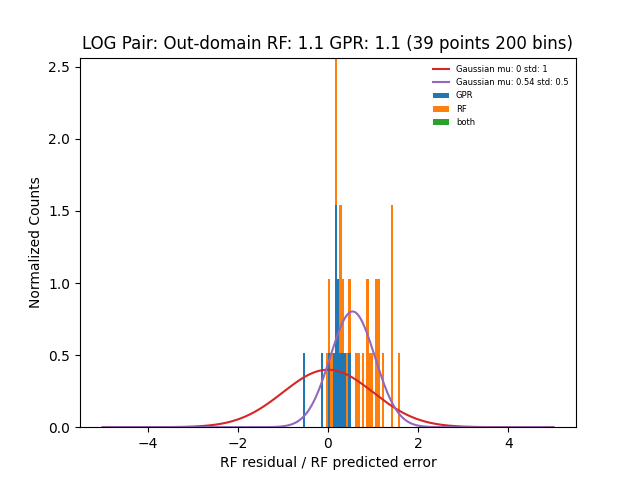 LOG Pair: Out-domain RF: 1.1 GPR: 1.1 (39 points 200 bins)
Gaussian mu: 0 std: 1
Gaussian mu: 0.54 std: 0.5
GPR
RF
both
Normalized Counts
2.5
2.0
1.5
1.0
0.5
0.0
−4
−2
0
2
4
RF residual / RF predicted error